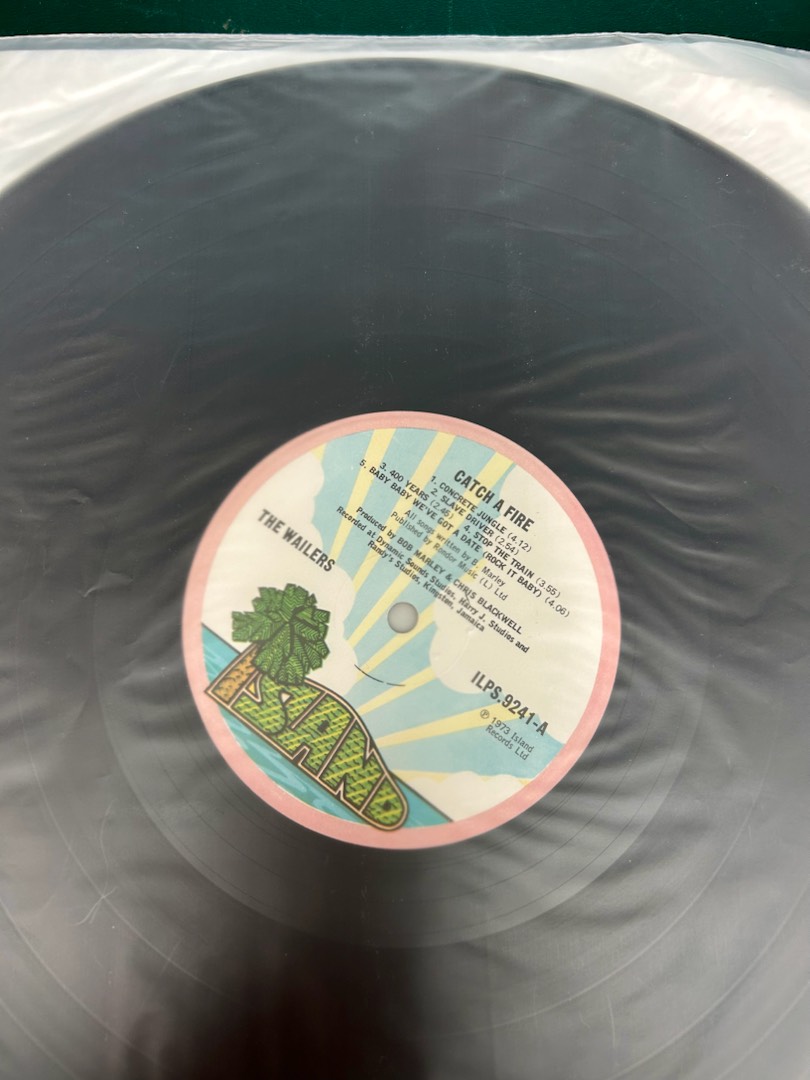 CATCH A FIRE
1. CONCRETE JUNGLE (4.12)
2. SLAVE DRIVER (2.54)
3. 400 YEARS (2.45) 4. STOP THE TRAIN (3.55)
5. BABY BABY WE'VE GOT A DATE (ROCK IT BABY) (4.06)
All songs written by B. Marley
Published by Rondor Music (L) Ltd
Produced by BOB MARLEY & CHRIS BLACKWELL
Recorded at Dynamic Sounds Studios, Harry J. Studios and
Randy's Studios, Kingston, Jamaica
THE WAILERS
ILPS.9241-A
℗ 1973 Island
Records Ltd
ISLAND